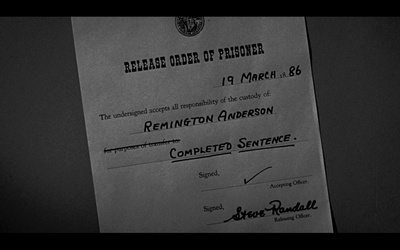 RELEASE ORDER OF PRISONER
19 MARCH 1886
The undersigned accepts all responsibility of the custody of:
REMINGTON ANDERSON
for purposes of transfer to
COMPLETED SENTENCE.
Signed, ✓
Accepting Officer.
Signed, Steve Randall
Releasing Officer.